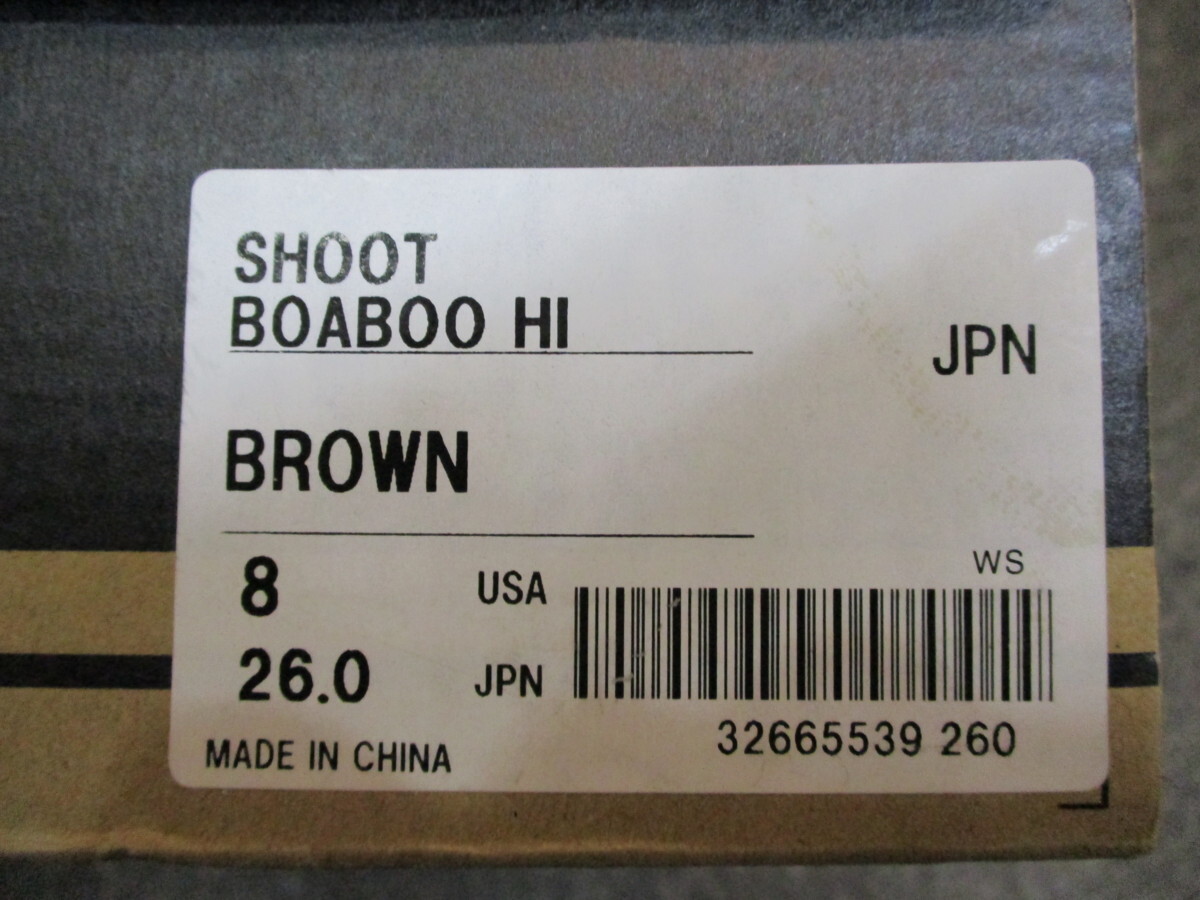 SHOOT
BOABOO HI
JPN
BROWN
WS
8 USA
26.0 JPN
32665539 260
MADE IN CHINA